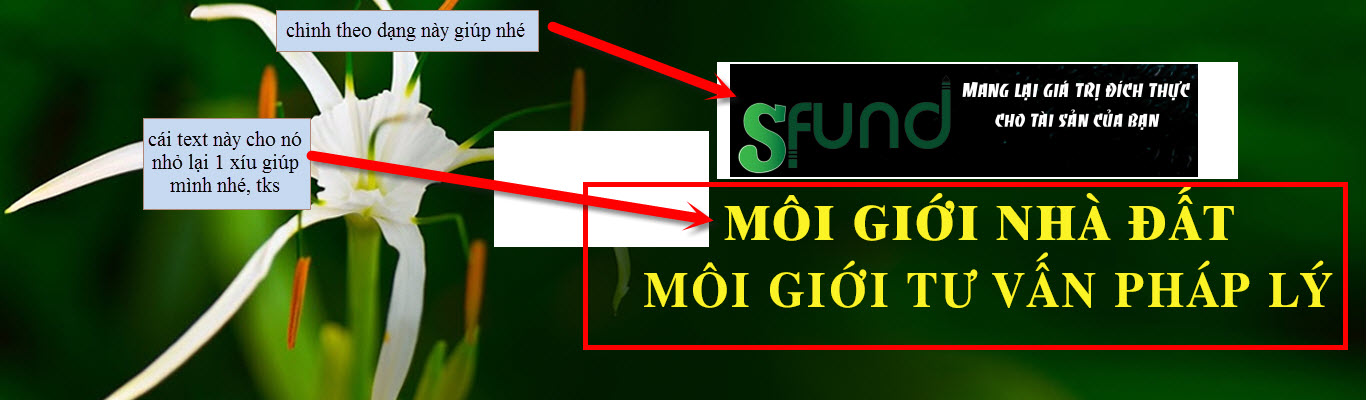 chình theo dạng này giúp nhé
Sfund
MANG LẠI GIÁ TRỊ ĐÍCH THỰC
CHO TÀI SẢN CỦA BẠN
cái text này cho nó
nhỏ lại 1 xíu giúp
mình nhé, tks
MÔI GIỚI NHÀ ĐẤT
MÔI GIỚI TƯ VẤN PHÁP LÝ